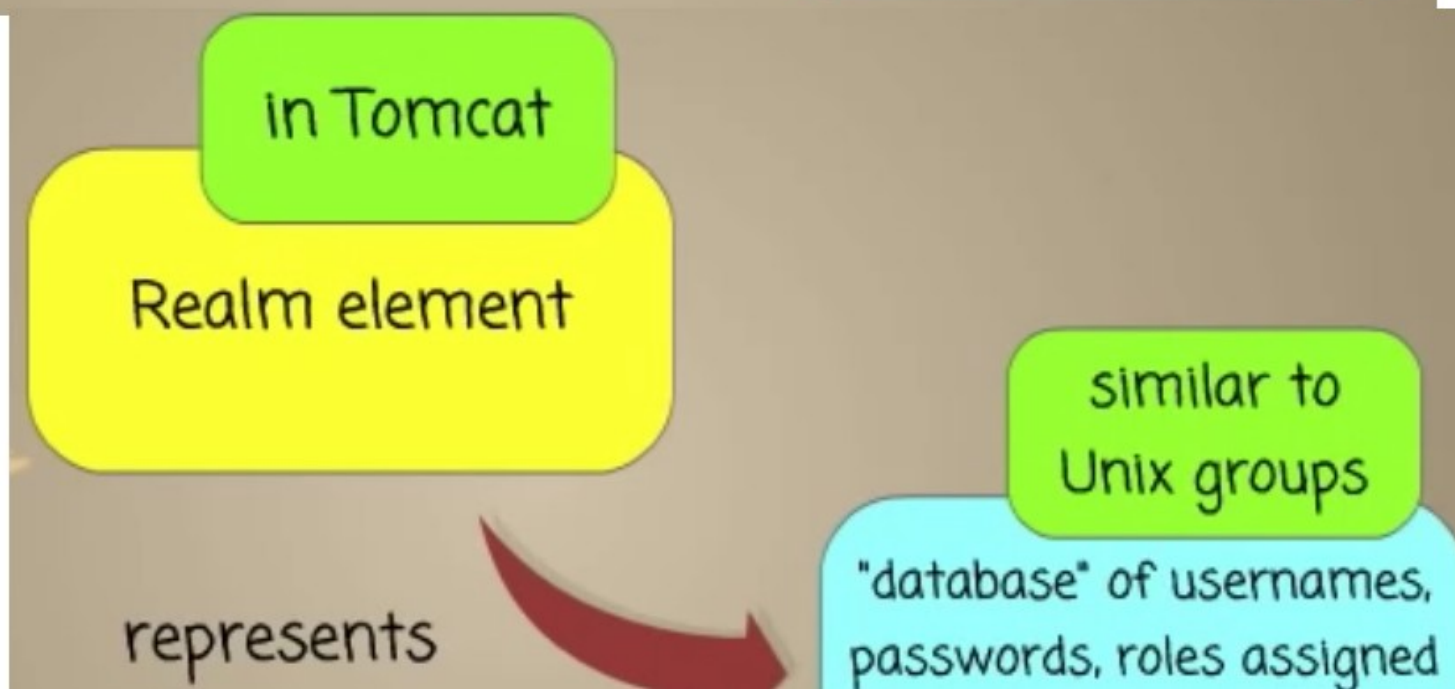 in Tomcat
Realm element
represents
similar to
Unix groups
"database" of usernames,
passwords, roles assigned